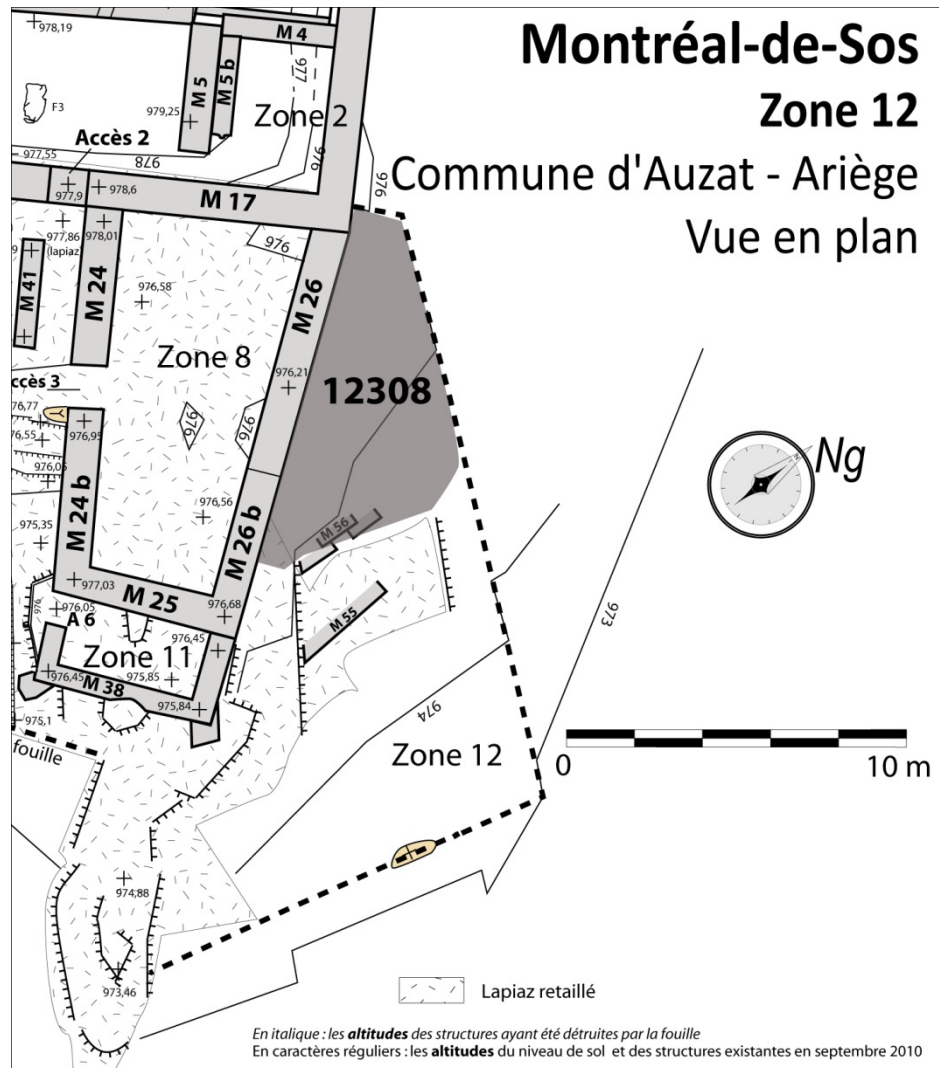 Montréal-de-Sos
Zone 12
Commune d'Auzat - Ariège
Vue en plan
978,19
M 4
M 5
M 5 b
977
Zone 2
F3
979,25
Accès 2
977,55
978
976
976
977,9
978,6
M 17
977,86
(lapiaz)
978,01
976
M 41
M 24
976,58
M 26
Zone 8
976,21
12308
ccès 3
976,77
976,95
976
976
76,55
976,05
Ng
975,35
976,56
M 24 b
M 26 b
M 56
977,03
M 25
976,68
M 55
976
976,05
A 6
976,45
Zone 11
973
976,45
M 38
975,85
975,84
974
975,1
fouille
Zone 12
0
10 m
974,88
973,46
Lapiaz retaillé
En italique : les altitudes des structures ayant été détruites par la fouille
En caractères réguliers : les altitudes du niveau de sol et des structures existantes en septembre 2010